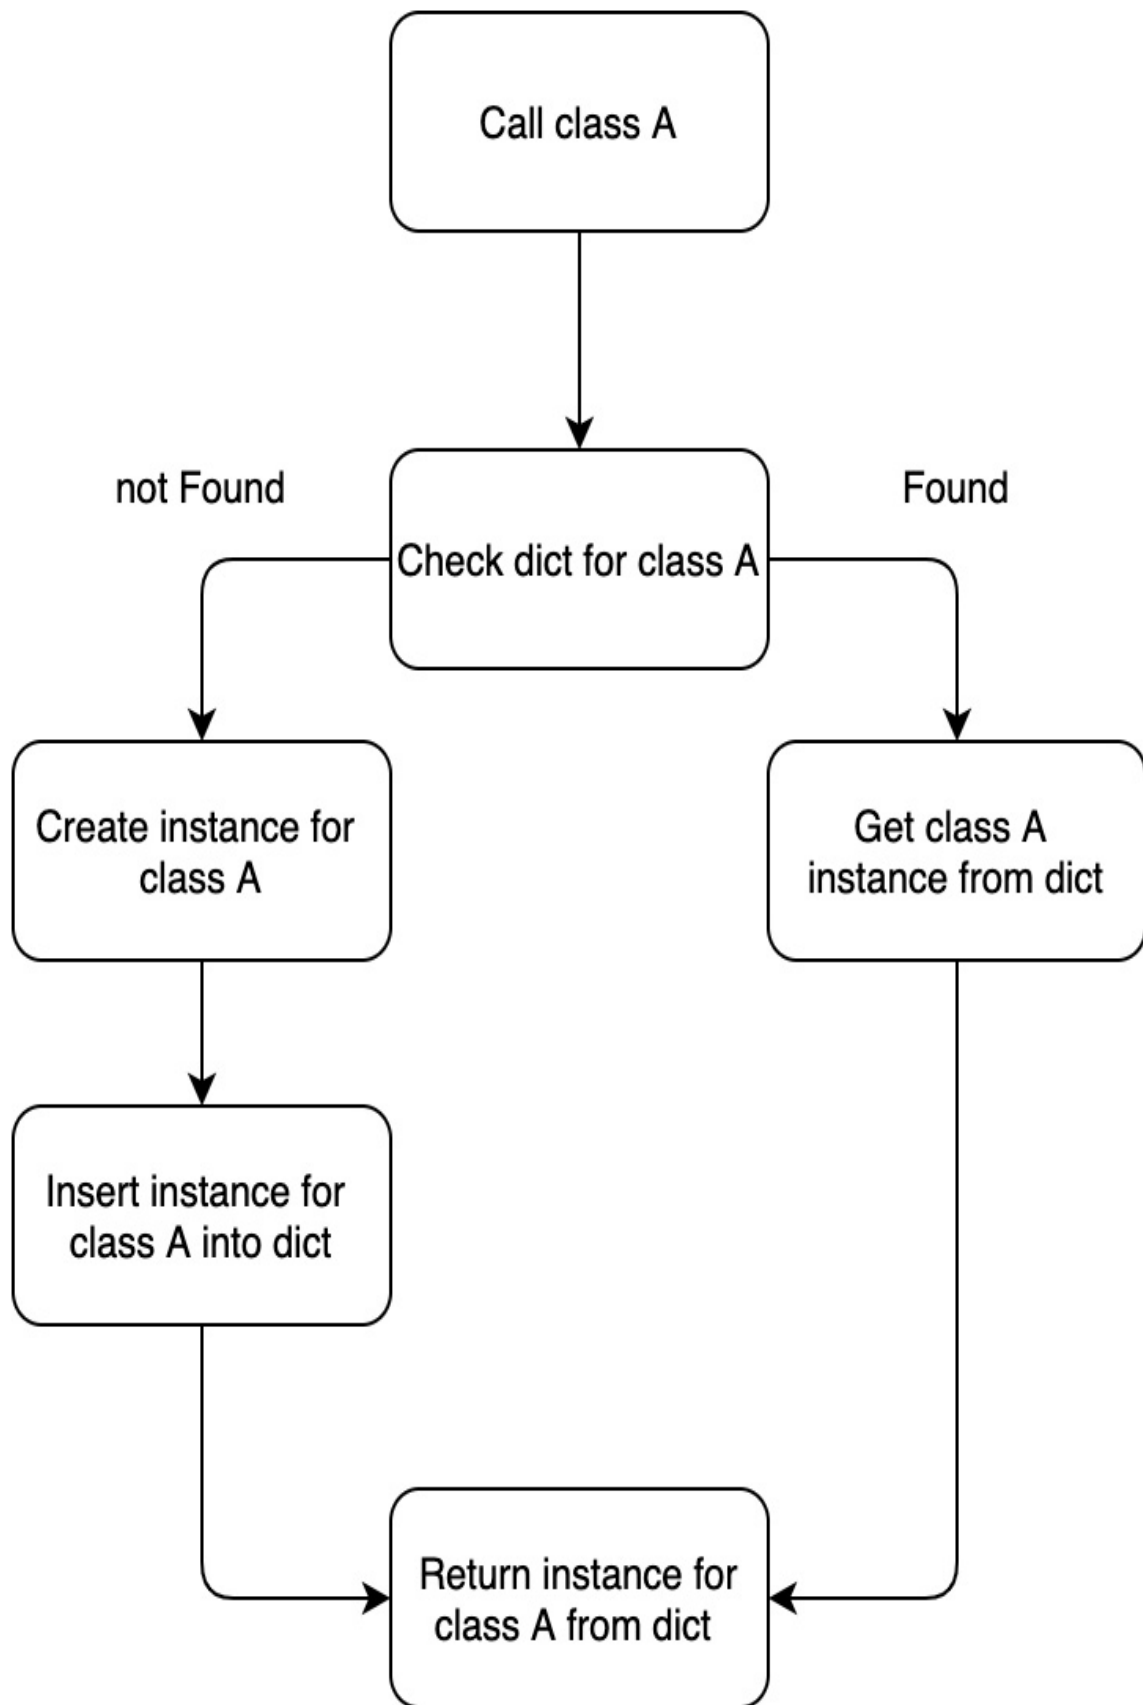 Call class A
not Found
Found
Check dict for class A
Create instance for
class A
Get class A
instance from dict
Insert instance for
class A into dict
Return instance for
class A from dict